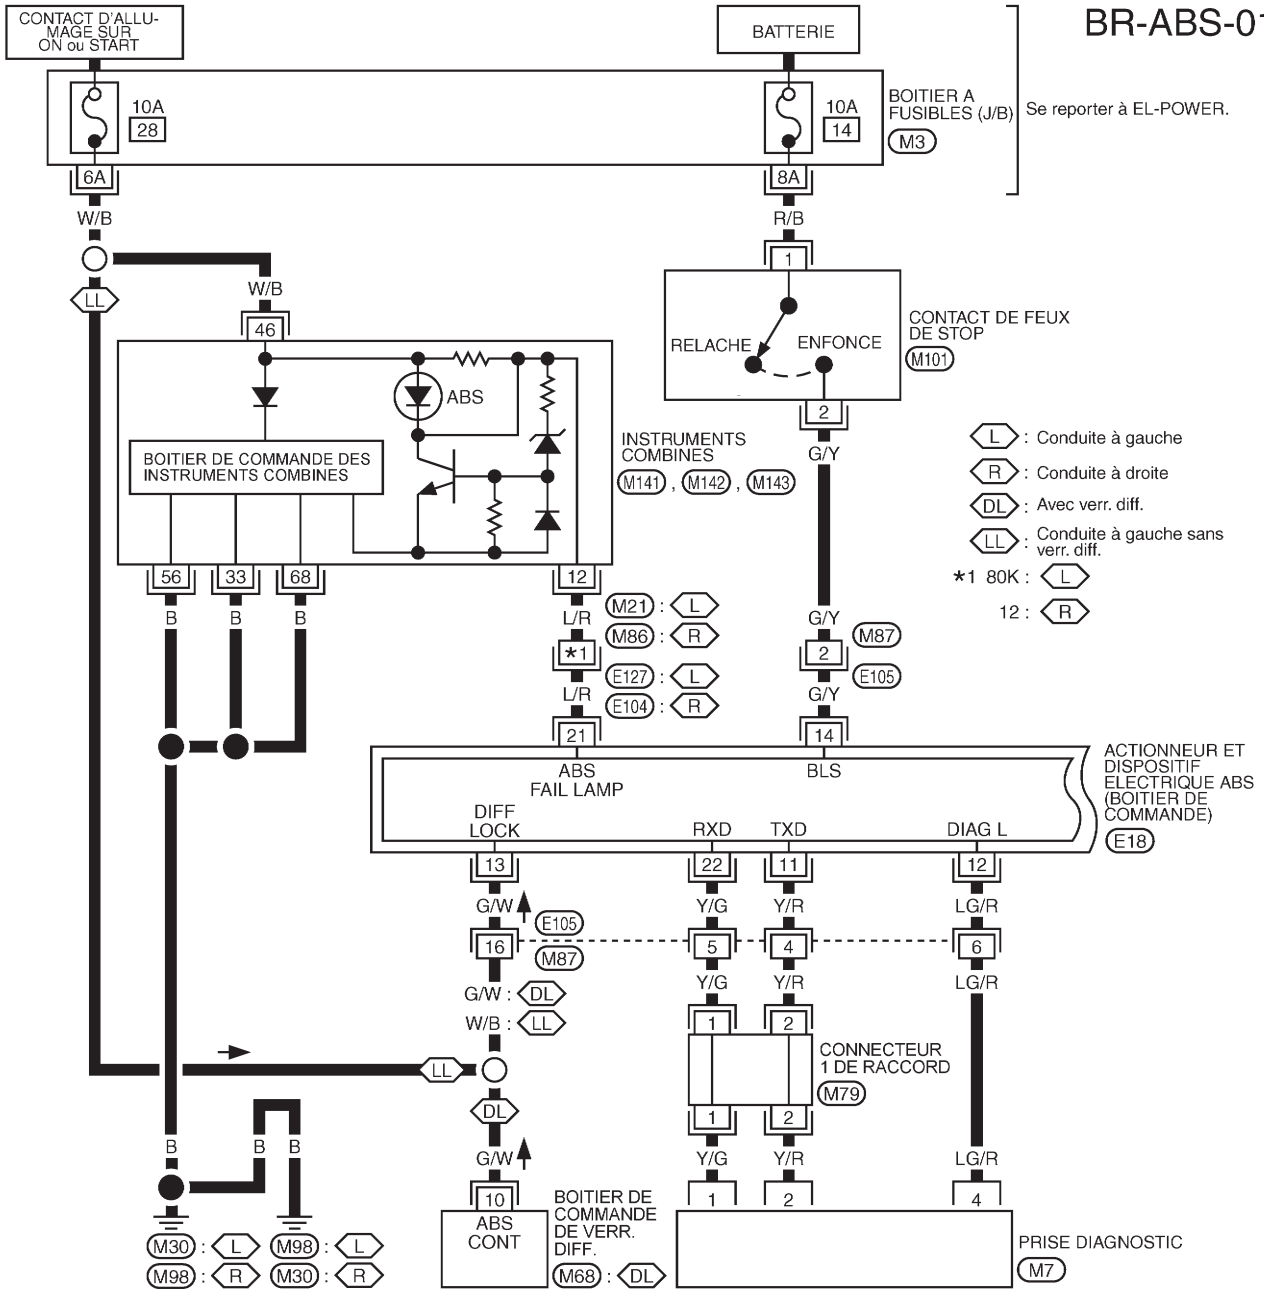 CONTACT D'ALLU-
MAGE SUR
ON ou START
BATTERIE
BR-ABS-01
10A
28
10A
14
BOITIER A
FUSIBLES (J/B)
M3
Se reporter à EL-POWER.
6A
8A
W/B
R/B
LL
W/B
46
1
RELACHE
ENFONCE
CONTACT DE FEUX
DE STOP
M101
2
ABS
BOITIER DE COMMANDE DES
INSTRUMENTS COMBINES
INSTRUMENTS
COMBINES
M141 , M142 , M143
G/Y
L : Conduite à gauche
R : Conduite à droite
DL : Avec verr. diff.
LL : Conduite à gauche sans
verr. diff.
*1 80K : L
12 : R
56
33
68
12
B
B
B
L/R
M21 : L
M86 : R
*1
E127 : L
E104 : R
L/R
G/Y
M87
2
E105
G/Y
21
14
ABS
FAIL LAMP
BLS
DIFF
LOCK
RXD
TXD
DIAG L
ACTIONNEUR ET
DISPOSITIF
ELECTRIQUE ABS
(BOITIER DE
COMMANDE)
E18
13
22
11
12
G/W
Y/G
Y/R
LG/R
E105
16
5
4
6
M87
G/W : DL
Y/G
Y/R
LG/R
W/B : LL
1
2
LL
CONNECTEUR
1 DE RACCORD
M79
DL
1
2
B
B
B
G/W
Y/G
Y/R
LG/R
10
1
2
4
ABS
CONT
BOITIER DE
COMMANDE
DE VERR.
DIFF.
M68 : DL
PRISE DIAGNOSTIC
M7
M30 : L
M98 : L
M98 : R
M30 : R